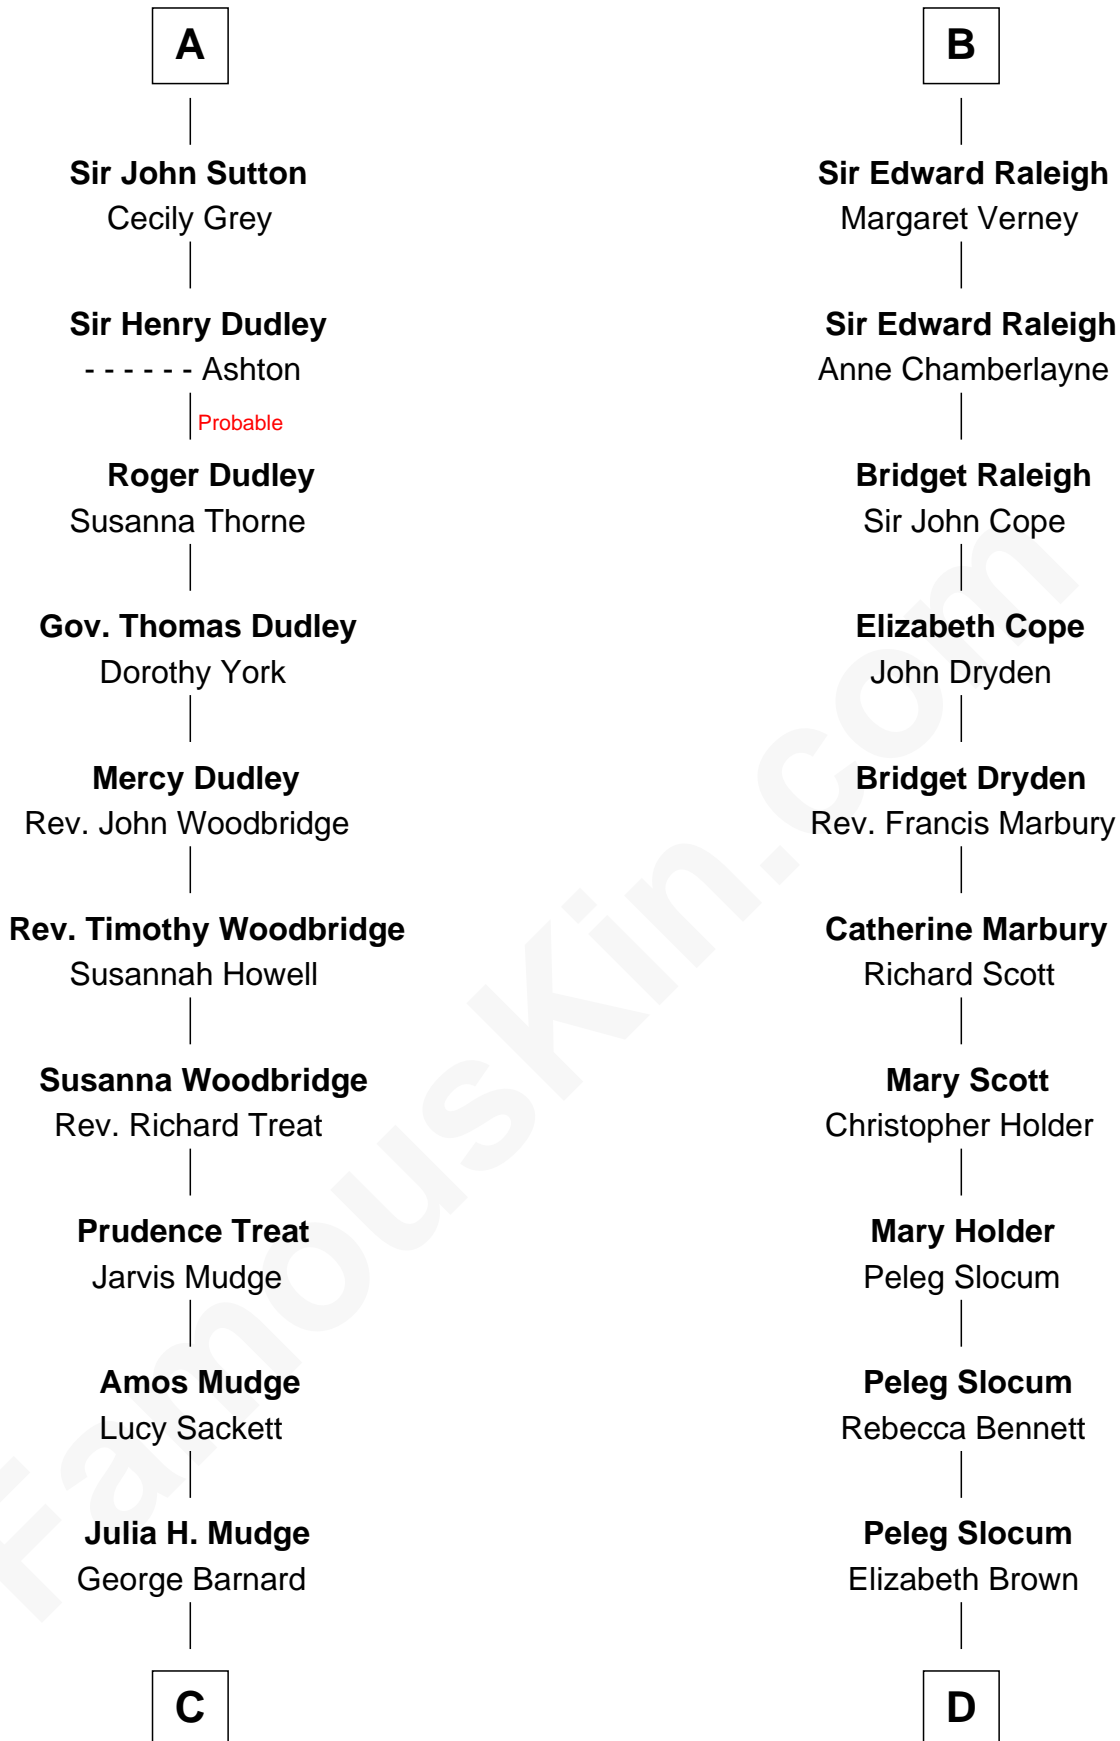 A
Sir John Sutton
Cecily Grey
Sir Henry Dudley
- - - - - - Ashton
Probable
Roger Dudley
Susanna Thorne
Gov. Thomas Dudley
Dorothy York
Mercy Dudley
Rev. John Woodbridge
Rev. Timothy Woodbridge
Susannah Howell
Susanna Woodbridge
Rev. Richard Treat
Prudence Treat
Jarvis Mudge
Amos Mudge
Lucy Sackett
Julia H. Mudge
George Barnard
C
B
Sir Edward Raleigh
Margaret Verney
Sir Edward Raleigh
Anne Chamberlayne
Bridget Raleigh
Sir John Cope
Elizabeth Cope
John Dryden
Bridget Dryden
Rev. Francis Marbury
Catherine Marbury
Richard Scott
Mary Scott
Christopher Holder
Mary Holder
Peleg Slocum
Peleg Slocum
Rebecca Bennett
Peleg Slocum
Elizabeth Brown
D
FamousKin.com